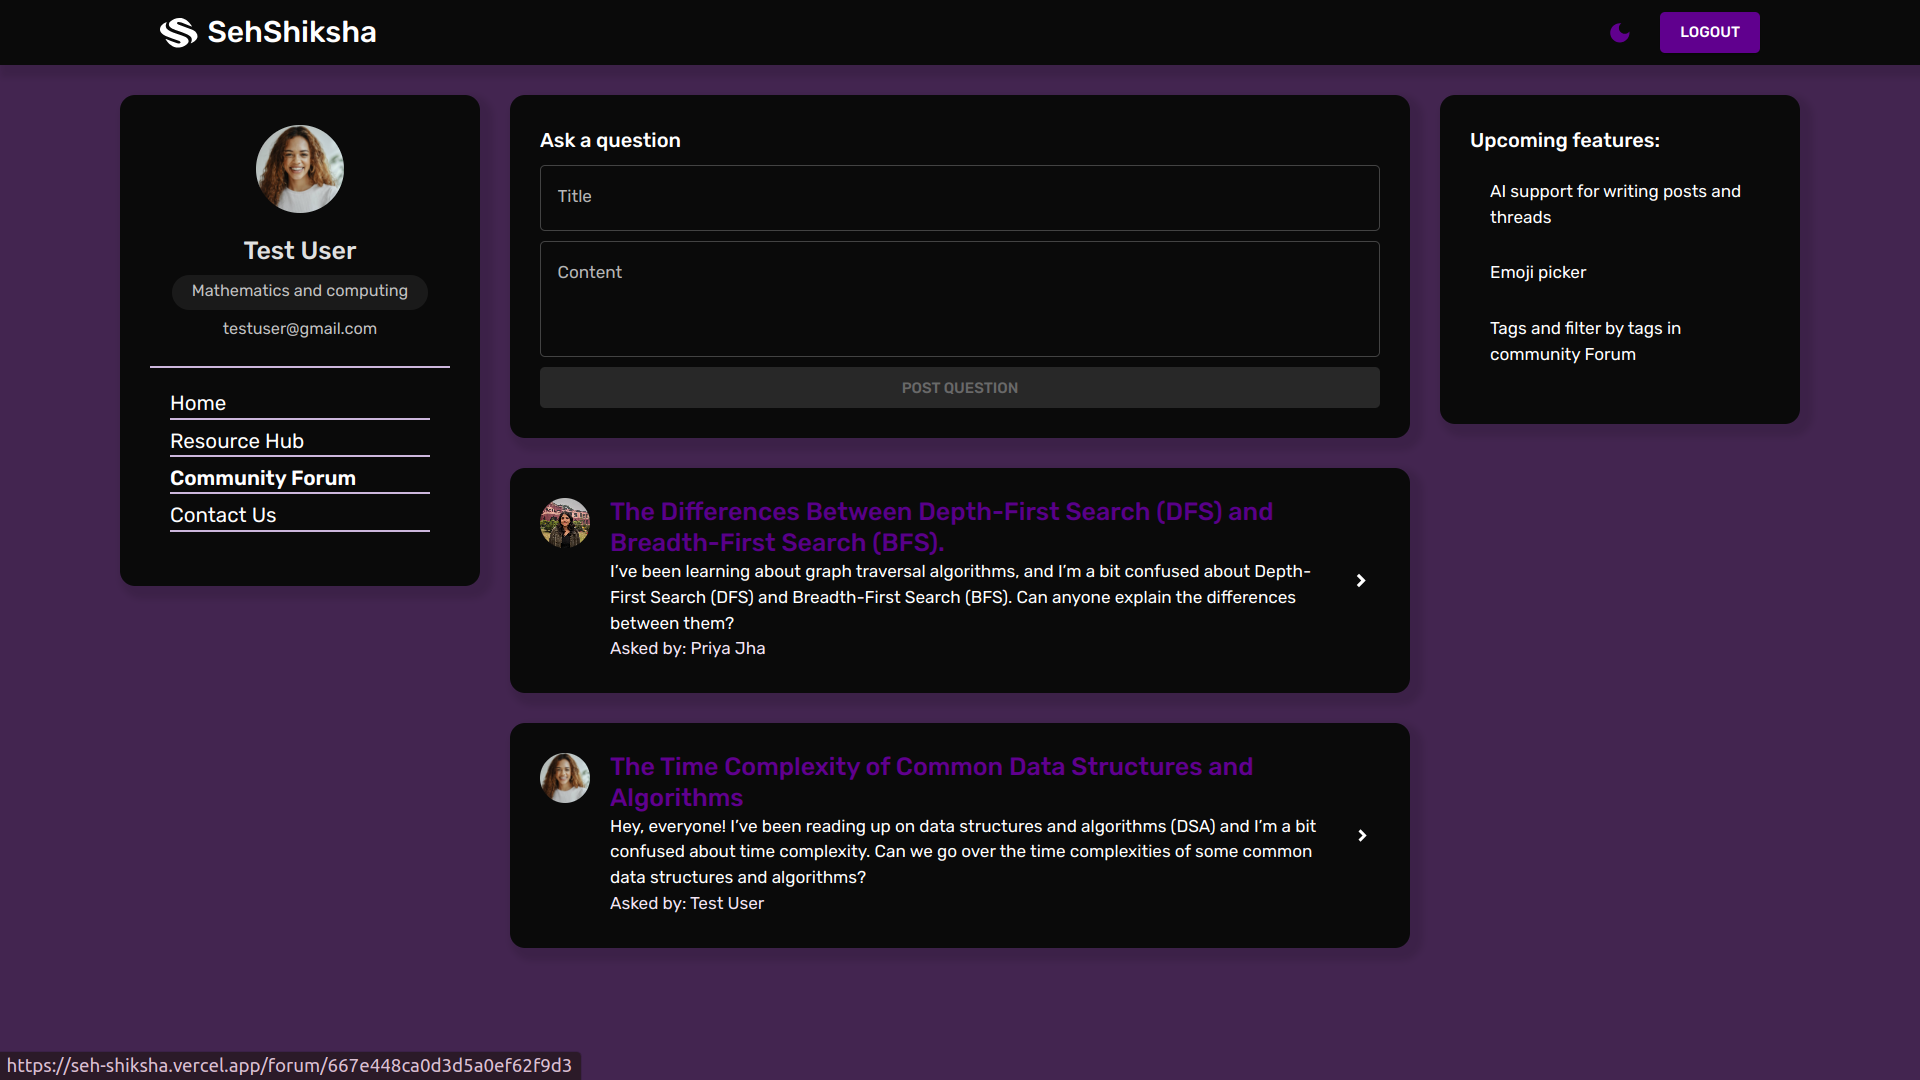 SehShiksha
LOGOUT
Test User
Mathematics and computing
testuser@gmail.com
Home
Resource Hub
Community Forum
Contact Us
Ask a question
Title
Content
POST QUESTION
The Differences Between Depth-First Search (DFS) and
Breadth-First Search (BFS).
I’ve been learning about graph traversal algorithms, and I’m a bit confused about Depth-
First Search (DFS) and Breadth-First Search (BFS). Can anyone explain the differences
between them?
Asked by: Priya Jha
The Time Complexity of Common Data Structures and
Algorithms
Hey, everyone! I’ve been reading up on data structures and algorithms (DSA) and I’m a bit
confused about time complexity. Can we go over the time complexities of some common
data structures and algorithms?
Asked by: Test User
Upcoming features:
AI support for writing posts and
threads
Emoji picker
Tags and filter by tags in
community Forum
https://seh-shiksha.vercel.app/forum/667e448ca0d3d5a0ef62f9d3